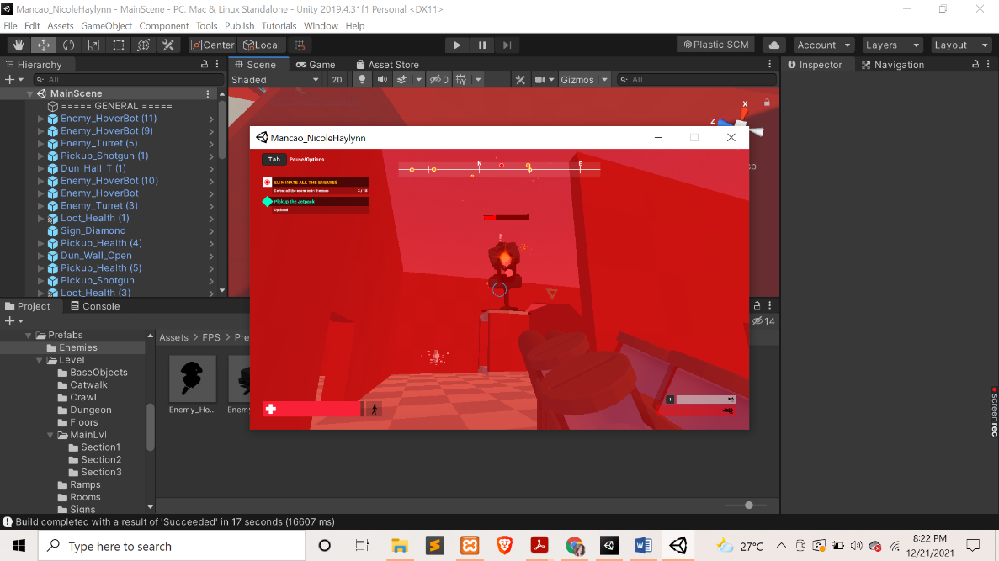 Mancao_NicoleHaylynn - MainScene - PC, Mac & Linux Standalone - Unity 2019.4.31f1 Personal <DX11>
File Edit Assets GameObject Component Tools Publish Tutorials Window Help
Center Local Plastic SCM Account Layers Layout
Hierarchy
All
MainScene
===== GENERAL =====
Enemy_HoverBot (11)
Enemy_HoverBot (9)
Enemy_Turret (5)
Pickup_Shotgun (1)
Dun_Hall_T (1)
Enemy_HoverBot (10)
Enemy_HoverBot
Enemy_Turret (3)
Loot_Health (1)
Sign_Diamond
Pickup_Health (4)
Dun_Wall_Open
Pickup_Health (5)
Pickup_Shotgun
Loot_Health (3)
Scene Game Asset Store
Shaded 2D 0 Gizmos All
X
Z
sp
Mancao_NicoleHaylynn
Tab Pause/Options
N E
ELIMINATE ALL THE ENEMIES
Defeat all the enemies in the map 3 / 18
Pickup the Jetpack
Optional
1
Inspector Navigation
Project Console
14
Prefabs
Enemies
Level
BaseObjects
Catwalk
Crawl
Dungeon
Floors
MainLvl
Section1
Section2
Section3
Ramps
Rooms
Signs
Assets > FPS > Pre
Enemy_Ho... Enemy
screenrec
Build completed with a result of 'Succeeded' in 17 seconds (16607 ms)
Type here to search
27°C
8:22 PM
12/21/2021